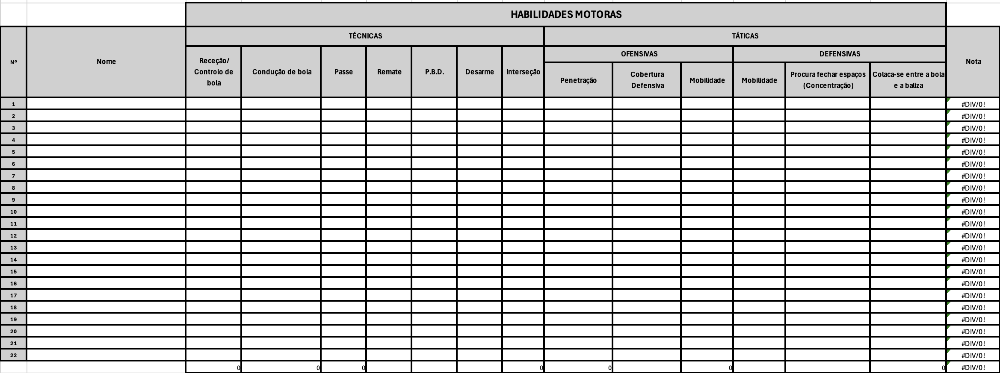 HABILIDADES MOTORAS
Nº
Nome
TÉCNICAS
TÁTICAS
Nota
OFENSIVAS
DEFENSIVAS
Receção/
Controlo de
bola
Condução de bola
Passe
Remate
P.B.D.
Desarme
Interseção
Penetração
Cobertura
Defensiva
Mobilidade
Mobilidade
Procura fechar espaços
(Concentração)
Colaca-se entre a bola
e a baliza
1 #DIV/0!
2 #DIV/0!
3 #DIV/0!
4 #DIV/0!
5 #DIV/0!
6 #DIV/0!
7 #DIV/0!
8 #DIV/0!
9 #DIV/0!
10 #DIV/0!
11 #DIV/0!
12 #DIV/0!
13 #DIV/0!
14 #DIV/0!
15 #DIV/0!
16 #DIV/0!
17 #DIV/0!
18 #DIV/0!
19 #DIV/0!
20 #DIV/0!
21 #DIV/0!
22 #DIV/0!
0 0 0 0 0 0 0 #DIV/0!